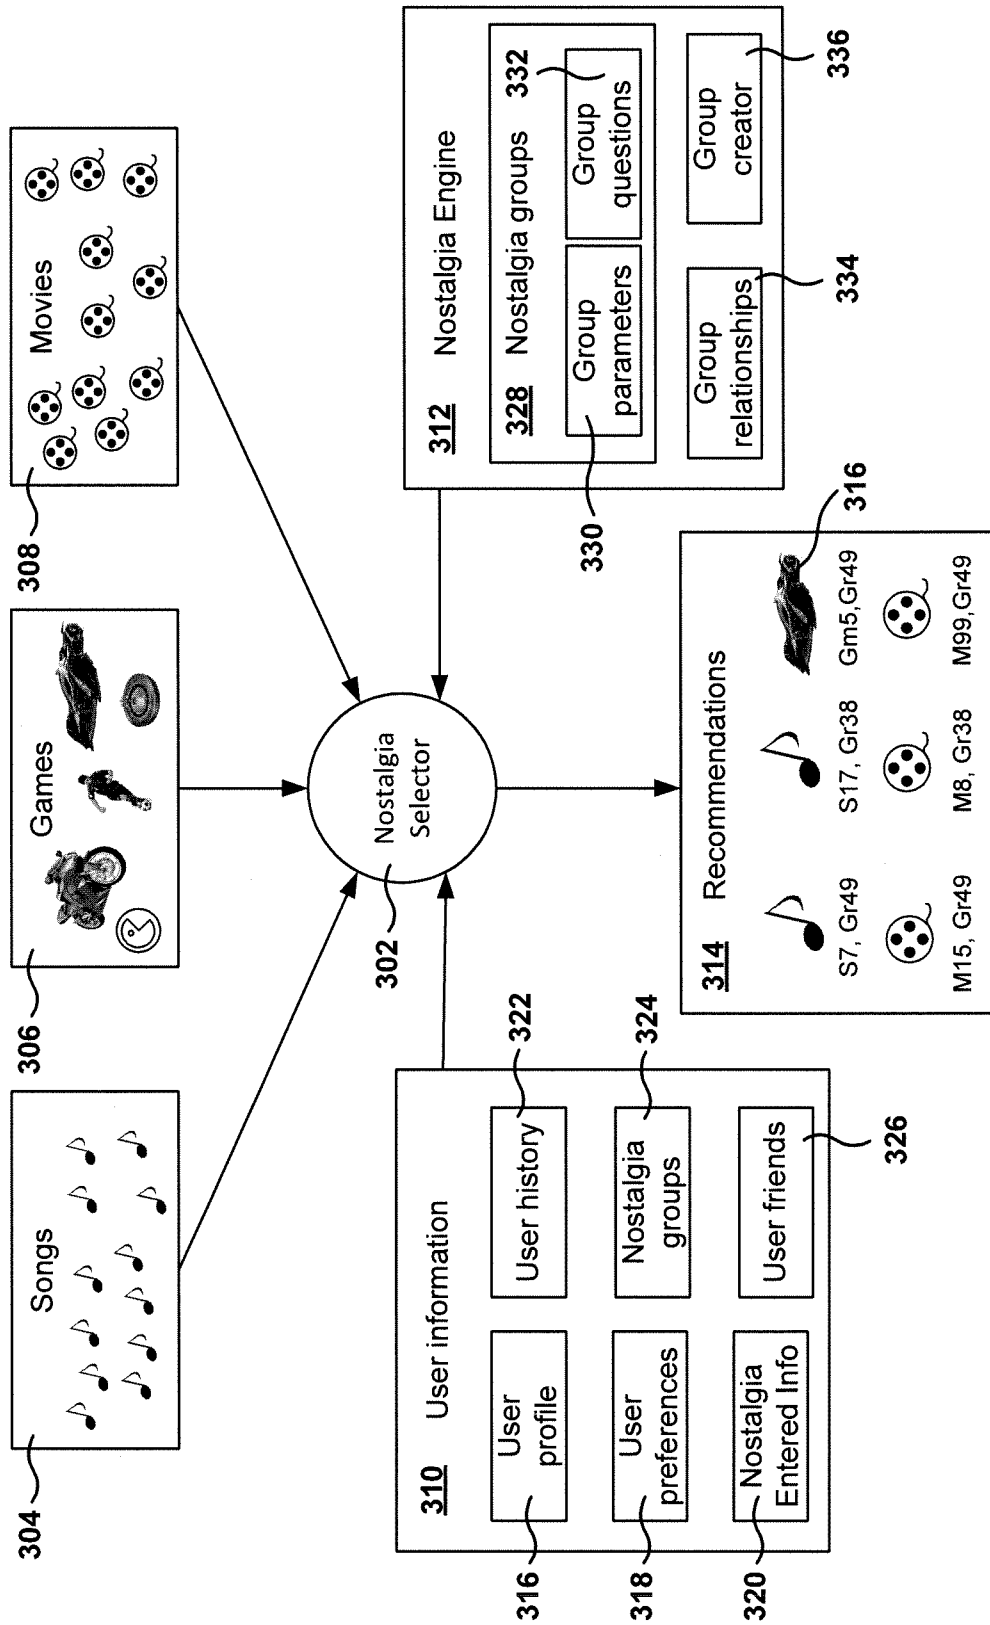 304
Songs
306
Games
308
Movies
302
Nostalgia
Selector
310
User information
316
User
profile
322
User history
318
User
preferences
324
Nostalgia
groups
320
Nostalgia
Entered Info
326
User friends
312
Nostalgia Engine
328
Nostalgia groups
330
Group
parameters
332
Group
questions
334
Group
relationships
336
Group
creator
314
Recommendations
316
S7, Gr49
S17, Gr38
Gm5,Gr49
M15, Gr49
M8, Gr38
M99,Gr49